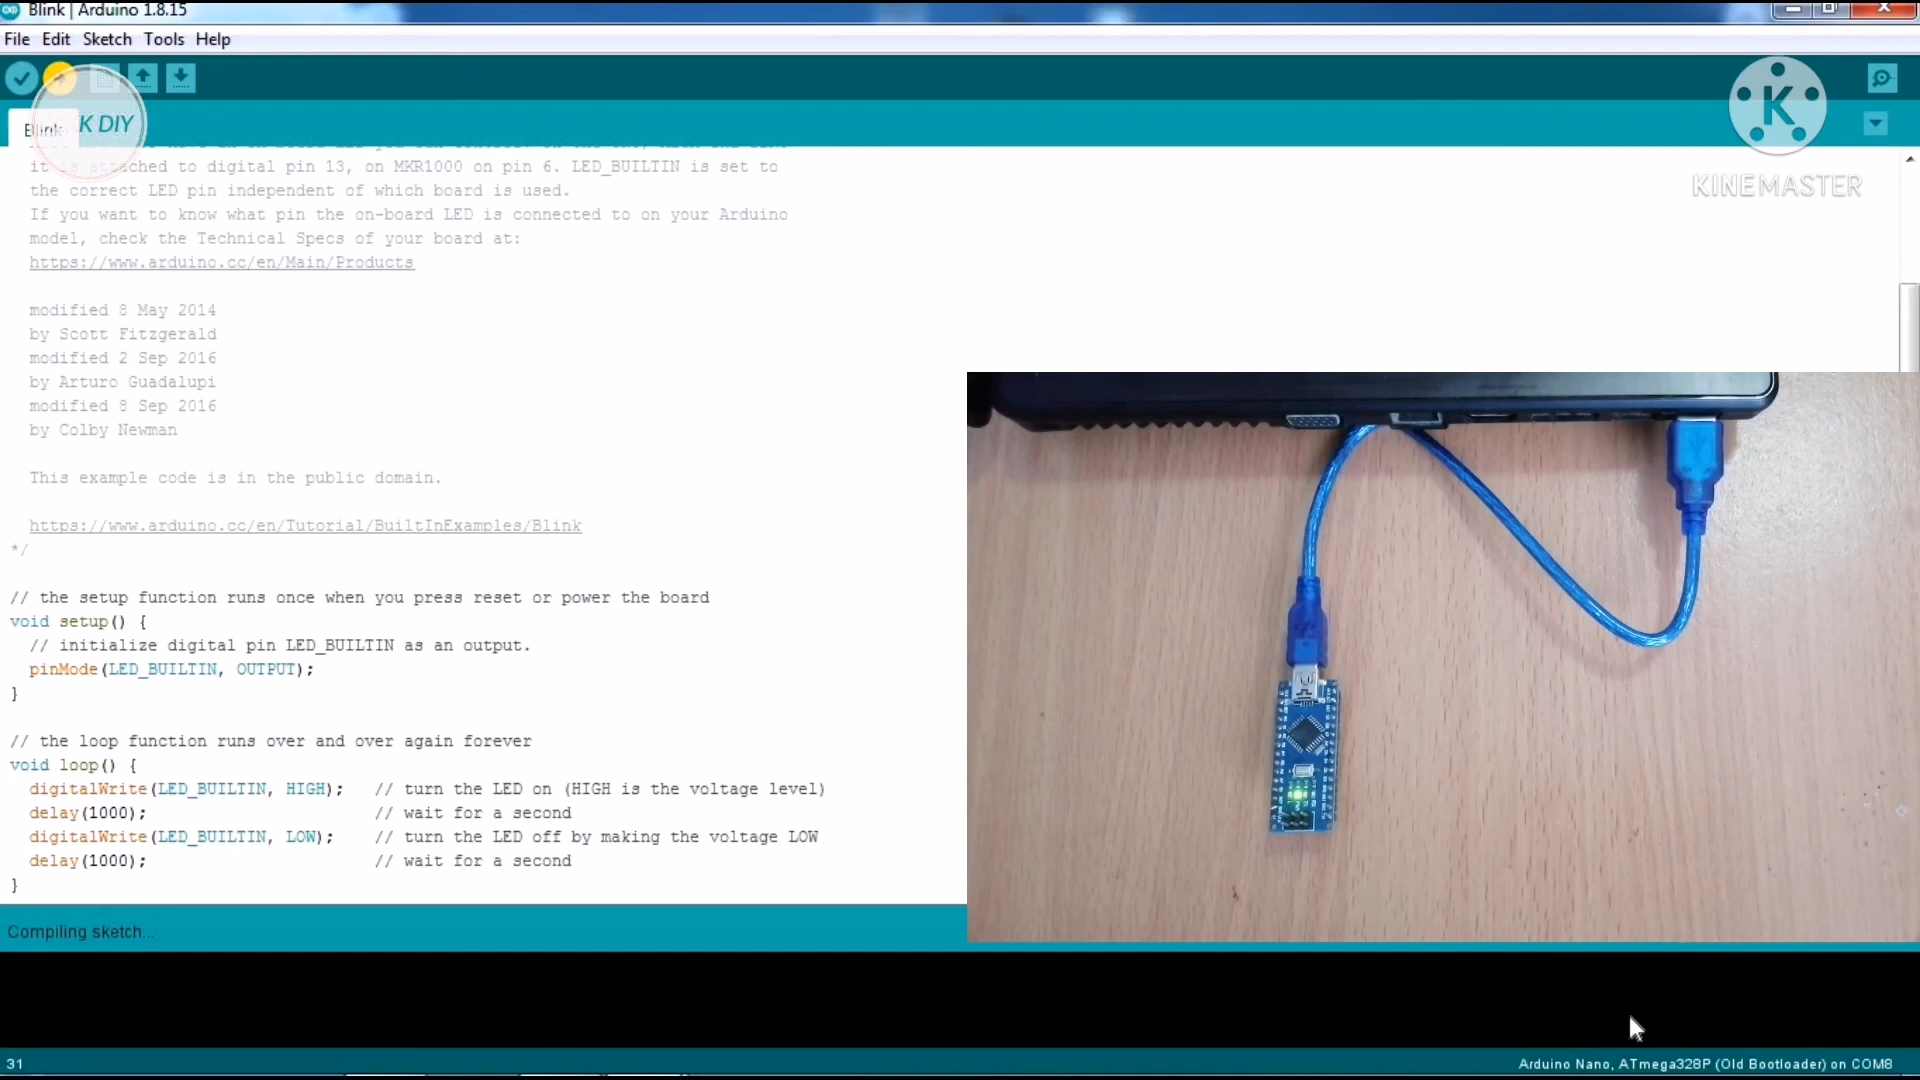 Blink | Arduino 1.8.15
File Edit Sketch Tools Help
Blink
K DIY
K
KINEMASTER
it is attached to digital pin 13, on MKR1000 on pin 6. LED_BUILTIN is set to
the correct LED pin independent of which board is used.
If you want to know what pin the on-board LED is connected to on your Arduino
model, check the Technical Specs of your board at:
https://www.arduino.cc/en/Main/Products
modified 8 May 2014
by Scott Fitzgerald
modified 2 Sep 2016
by Arturo Guadalupi
modified 8 Sep 2016
by Colby Newman
This example code is in the public domain.
https://www.arduino.cc/en/Tutorial/BuiltInExamples/Blink
*/
// the setup function runs once when you press reset or power the board
void setup() {
// initialize digital pin LED_BUILTIN as an output.
pinMode(LED_BUILTIN, OUTPUT);
}
// the loop function runs over and over again forever
void loop() {
digitalWrite(LED_BUILTIN, HIGH); // turn the LED on (HIGH is the voltage level)
delay(1000); // wait for a second
digitalWrite(LED_BUILTIN, LOW); // turn the LED off by making the voltage LOW
delay(1000); // wait for a second
}
Compiling sketch...
31
Arduino Nano, ATmega328P (Old Bootloader) on COM8